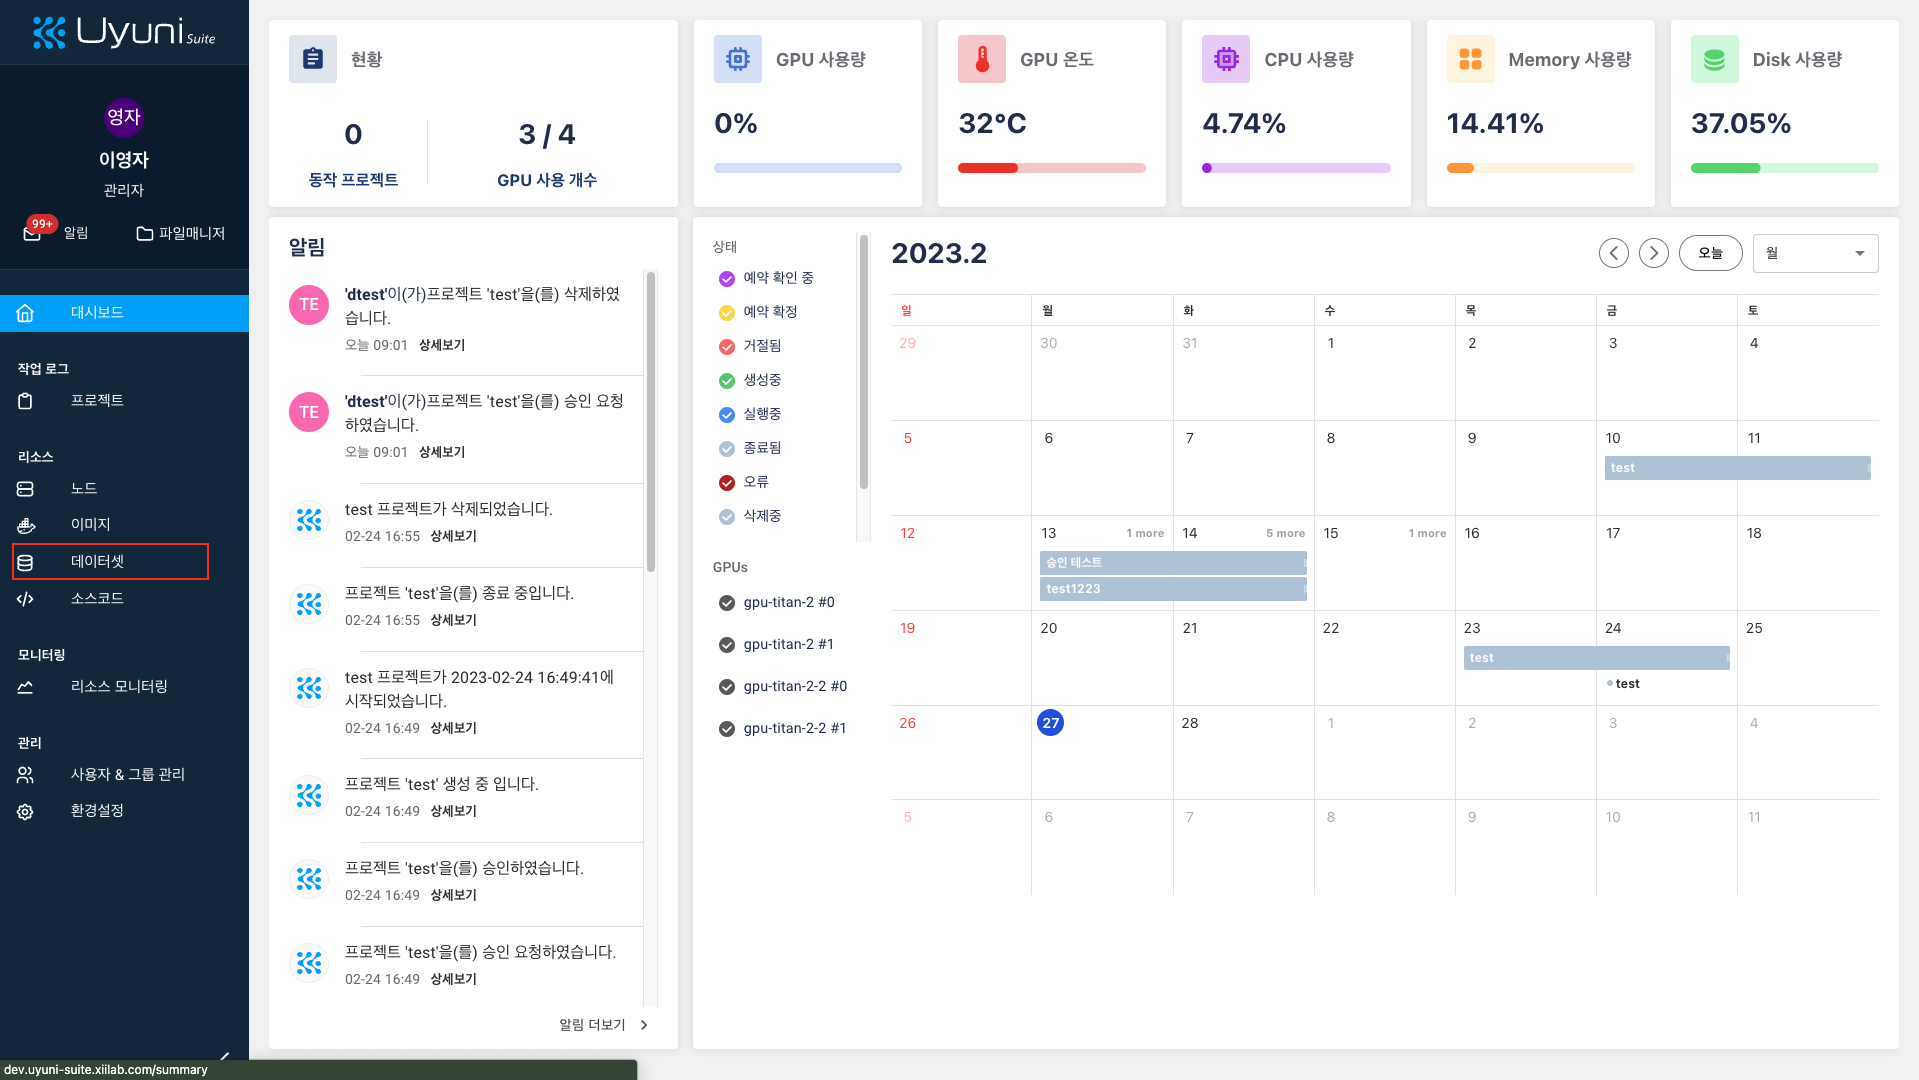 Uyuni Suite
영자
이영자
관리자
99+
알림
파일매니저
대시보드
작업 로그
프로젝트
리소스
노드
이미지
데이터셋
소스코드
모니터링
리소스 모니터링
관리
사용자 & 그룹 관리
환경설정
dev.uyuni-suite.xiilab.com/summary
현황
0
동작 프로젝트
3 / 4
GPU 사용 개수
GPU 사용량
0%
GPU 온도
32°C
CPU 사용량
4.74%
Memory 사용량
14.41%
Disk 사용량
37.05%
알림
TE
'dtest'이(가)프로젝트 'test'을(를) 삭제하였
습니다.
오늘 09:01 상세보기
TE
'dtest'이(가)프로젝트 'test'을(를) 승인 요청
하였습니다.
오늘 09:01 상세보기
test 프로젝트가 삭제되었습니다.
02-24 16:55 상세보기
프로젝트 'test'을(를) 종료 중입니다.
02-24 16:55 상세보기
test 프로젝트가 2023-02-24 16:49:41에
시작되었습니다.
02-24 16:49 상세보기
프로젝트 'test' 생성 중 입니다.
02-24 16:49 상세보기
프로젝트 'test'을(를) 승인하였습니다.
02-24 16:49 상세보기
프로젝트 'test'을(를) 승인 요청하였습니다.
02-24 16:49 상세보기
알림 더보기
상태
예약 확인 중
예약 확정
거절됨
생성중
실행중
종료됨
오류
삭제중
GPUs
gpu-titan-2 #0
gpu-titan-2 #1
gpu-titan-2-2 #0
gpu-titan-2-2 #1
2023.2
오늘
월
일 월 화 수 목 금 토
29 30 31 1 2 3 4
5 6 7 8 9 10 11
test
12 13 1 more 14 5 more 15 1 more 16 17 18
승인 테스트
test1223
19 20 21 22 23 24 25
test
test
26 27 28 1 2 3 4
5 6 7 8 9 10 11